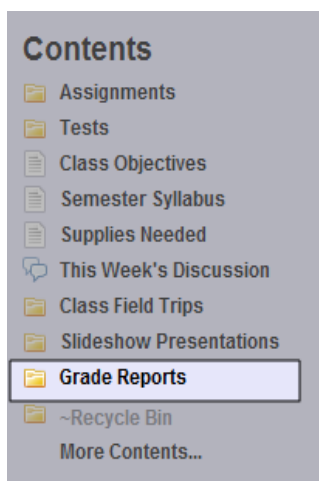 Contents
Assignments
Tests
Class Objectives
Semester Syllabus
Supplies Needed
This Week's Discussion
Class Field Trips
Slideshow Presentations
Grade Reports
~Recycle Bin
More Contents...